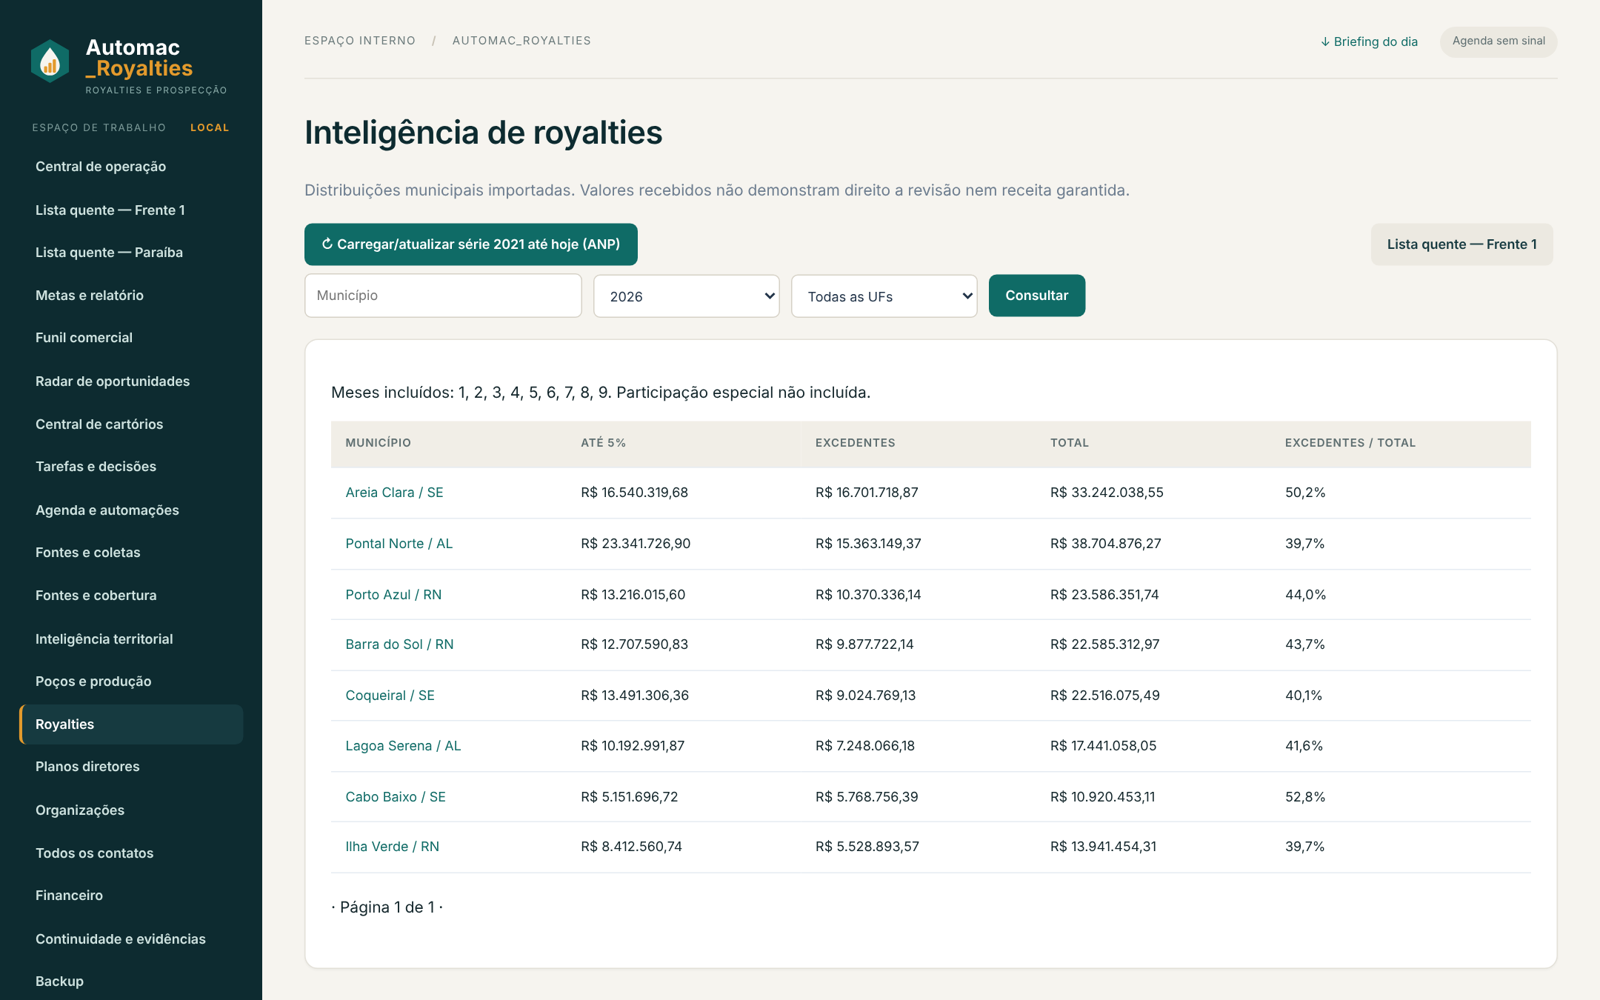 Automac
_Royalties
ROYALTIES E PROSPECÇÃO
ESPAÇO DE TRABALHO LOCAL
Central de operação
Lista quente — Frente 1
Lista quente — Paraíba
Metas e relatório
Funil comercial
Radar de oportunidades
Central de cartórios
Tarefas e decisões
Agenda e automações
Fontes e coletas
Fontes e cobertura
Inteligência territorial
Poços e produção
Royalties
Planos diretores
Organizações
Todos os contatos
Financeiro
Continuidade e evidências
Backup
ESPAÇO INTERNO / AUTOMAC_ROYALTIES
↓ Briefing do dia
Agenda sem sinal
Inteligência de royalties
Distribuições municipais importadas. Valores recebidos não demonstram direito a revisão nem receita garantida.
↻ Carregar/atualizar série 2021 até hoje (ANP)
Lista quente — Frente 1
Município 2026 Todas as UFs Consultar
Meses incluídos: 1, 2, 3, 4, 5, 6, 7, 8, 9. Participação especial não incluída.
MUNICÍPIO ATÉ 5% EXCEDENTES TOTAL EXCEDENTES / TOTAL
Areia Clara / SE R$ 16.540.319,68 R$ 16.701.718,87 R$ 33.242.038,55 50,2%
Pontal Norte / AL R$ 23.341.726,90 R$ 15.363.149,37 R$ 38.704.876,27 39,7%
Porto Azul / RN R$ 13.216.015,60 R$ 10.370.336,14 R$ 23.586.351,74 44,0%
Barra do Sol / RN R$ 12.707.590,83 R$ 9.877.722,14 R$ 22.585.312,97 43,7%
Coqueiral / SE R$ 13.491.306,36 R$ 9.024.769,13 R$ 22.516.075,49 40,1%
Lagoa Serena / AL R$ 10.192.991,87 R$ 7.248.066,18 R$ 17.441.058,05 41,6%
Cabo Baixo / SE R$ 5.151.696,72 R$ 5.768.756,39 R$ 10.920.453,11 52,8%
Ilha Verde / RN R$ 8.412.560,74 R$ 5.528.893,57 R$ 13.941.454,31 39,7%
· Página 1 de 1 ·